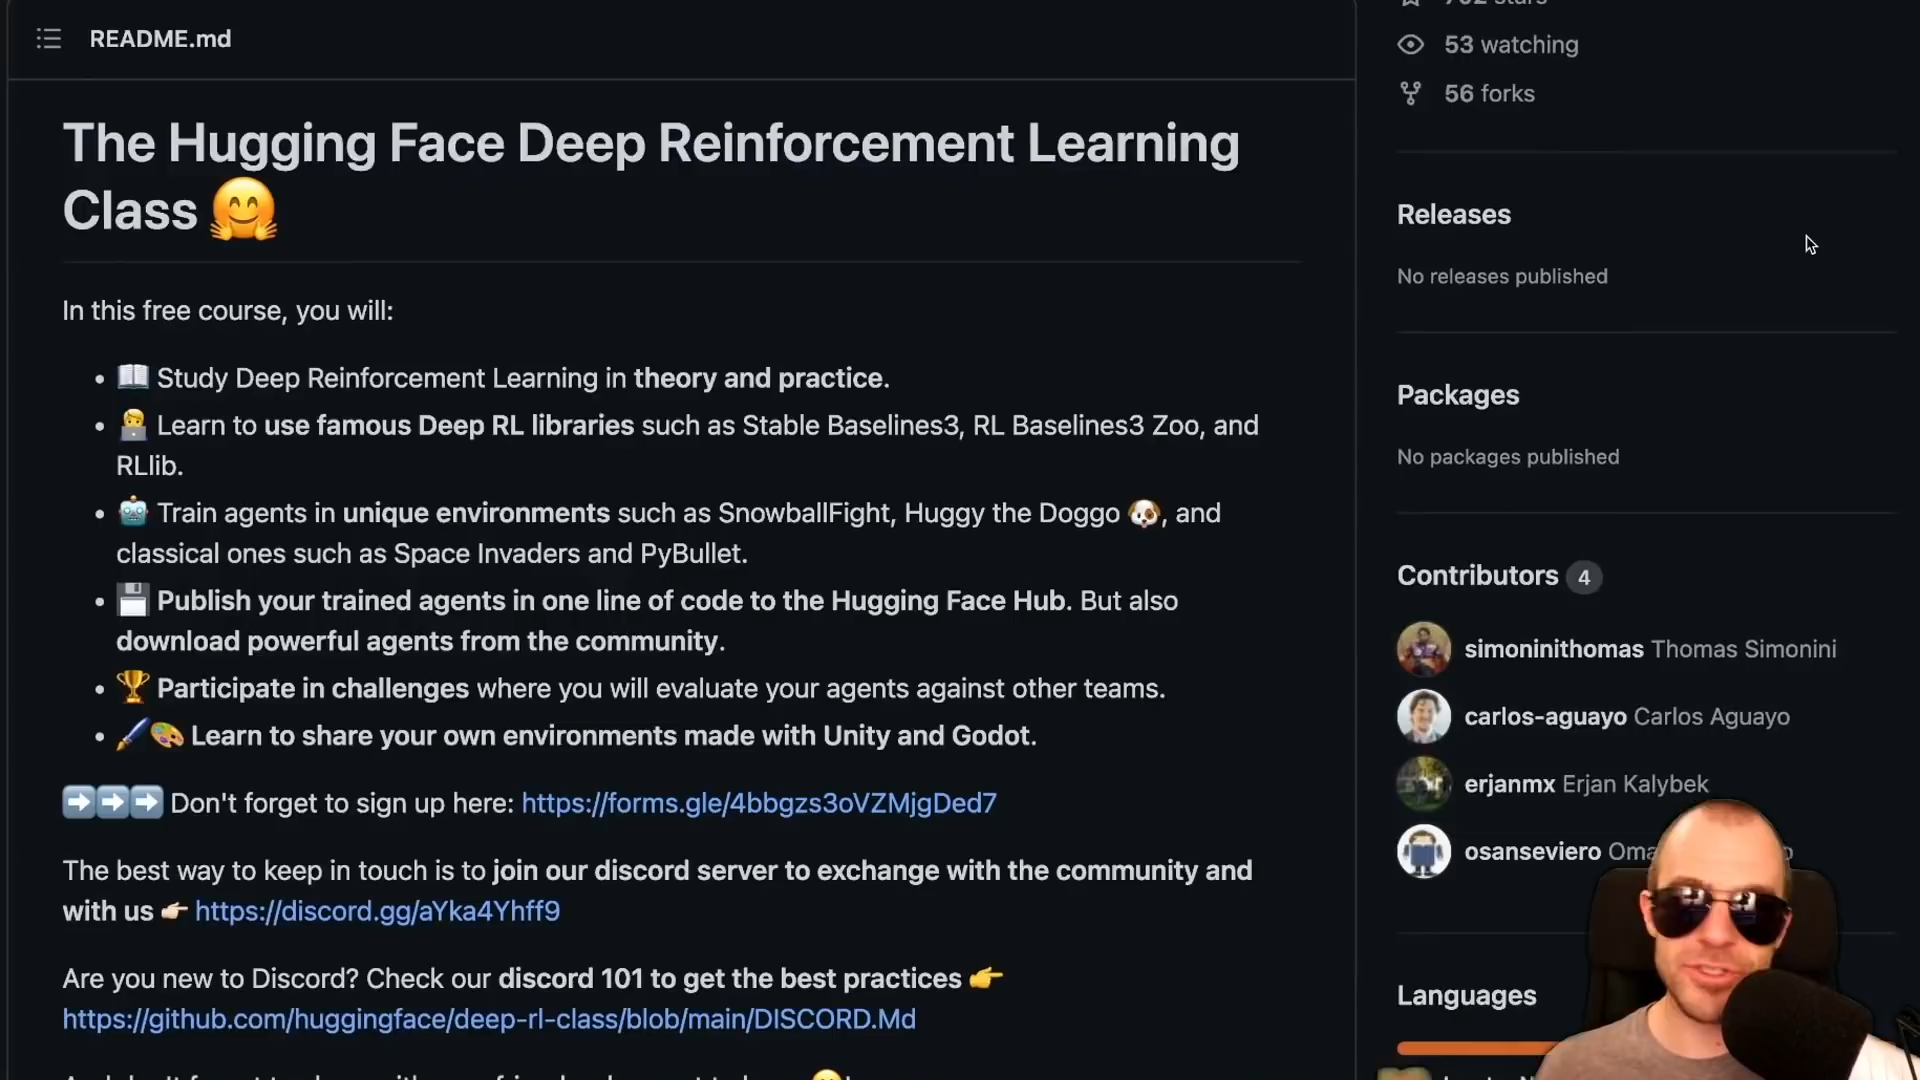 README.md
The Hugging Face Deep Reinforcement Learning
Class 🤗
In this free course, you will:
• 📖 Study Deep Reinforcement Learning in theory and practice.
• 🧑‍💻 Learn to use famous Deep RL libraries such as Stable Baselines3, RL Baselines3 Zoo, and
RLlib.
• 🤖 Train agents in unique environments such as SnowballFight, Huggy the Doggo 🐶, and
classical ones such as Space Invaders and PyBullet.
• 💾 Publish your trained agents in one line of code to the Hugging Face Hub. But also
download powerful agents from the community.
• 🏆 Participate in challenges where you will evaluate your agents against other teams.
• 🖌️🎨 Learn to share your own environments made with Unity and Godot.
➡️➡️➡️ Don't forget to sign up here: https://forms.gle/4bbgzs3oVZMjgDed7
The best way to keep in touch is to join our discord server to exchange with the community and
with us 👉🏻 https://discord.gg/aYka4Yhff9
Are you new to Discord? Check our discord 101 to get the best practices 👉
https://github.com/huggingface/deep-rl-class/blob/main/DISCORD.Md
stars
53 watching
56 forks
Releases
No releases published
Packages
No packages published
Contributors 4
simoninithomas Thomas Simonini
carlos-aguayo Carlos Aguayo
erjanmx Erjan Kalybek
osanseviero
Languages